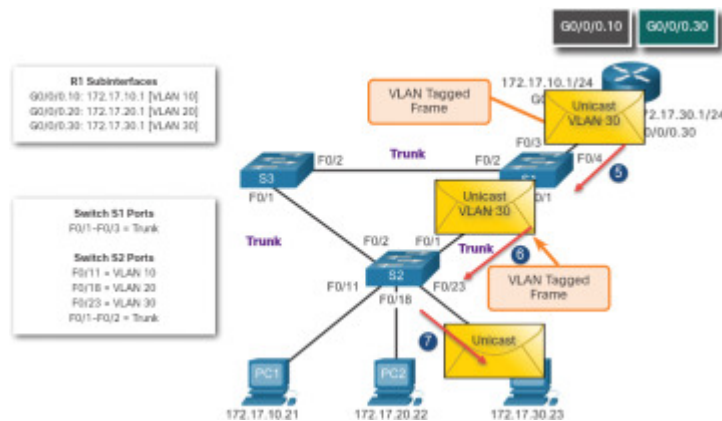 G0/0/0.10
G0/0/0.30
R1 Subinterfaces
G0/0/0.10: 172.17.10.1 [VLAN 10]
G0/0/0.20: 172.17.20.1 [VLAN 20]
G0/0/0.30: 172.17.30.1 [VLAN 30]
VLAN Tagged
Frame
172.17.10.1/24
Unicast
VLAN 30
172.17.30.1/24
F0/3
F0/4
F0/2
Trunk
F0/2
S3
F0/1
5
Unicast
VLAN 30
Switch S1 Ports
F0/1-F0/3 = Trunk
Switch S2 Ports
F0/11 = VLAN 10
F0/18 = VLAN 20
F0/23 = VLAN 30
F0/1-F0/2 = Trunk
Trunk
F0/2
F0/1
Trunk
6
S2
VLAN Tagged
Frame
F0/11
F0/18
F0/23
7
Unicast
PC1
PC2
172.17.10.21
172.17.20.22
172.17.30.23